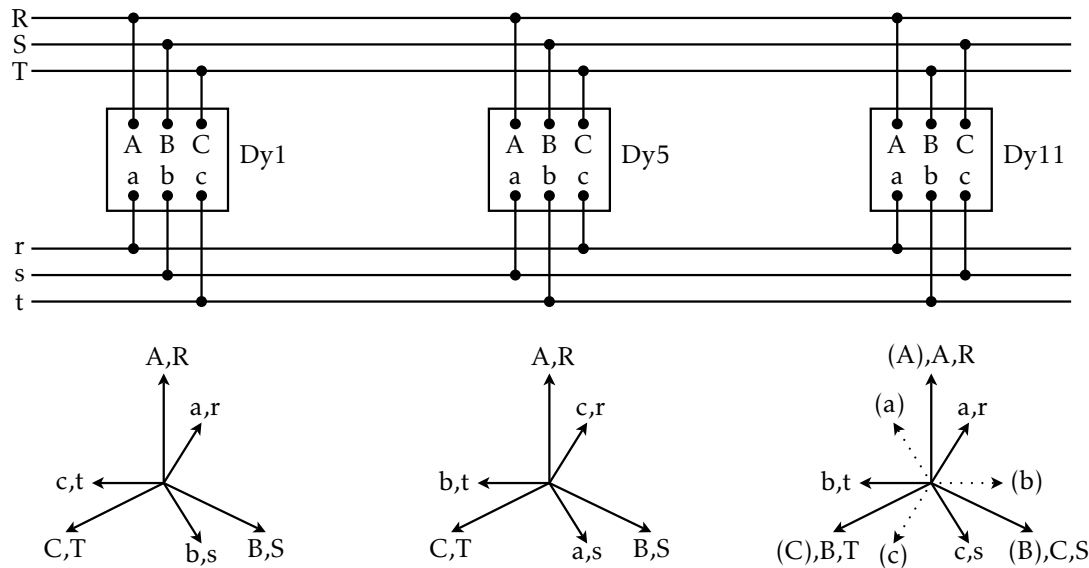 R
S
T
A B C
a b c
Dy1
A B C
a b c
Dy5
A B C
a b c
Dy11
r
s
t
A,R
a,r
c,t
C,T
b,s
B,S
A,R
c,r
b,t
C,T
a,s
B,S
(A),A,R
(a)
a,r
b,t
(b)
(C),B,T
(c)
c,s
(B),C,S